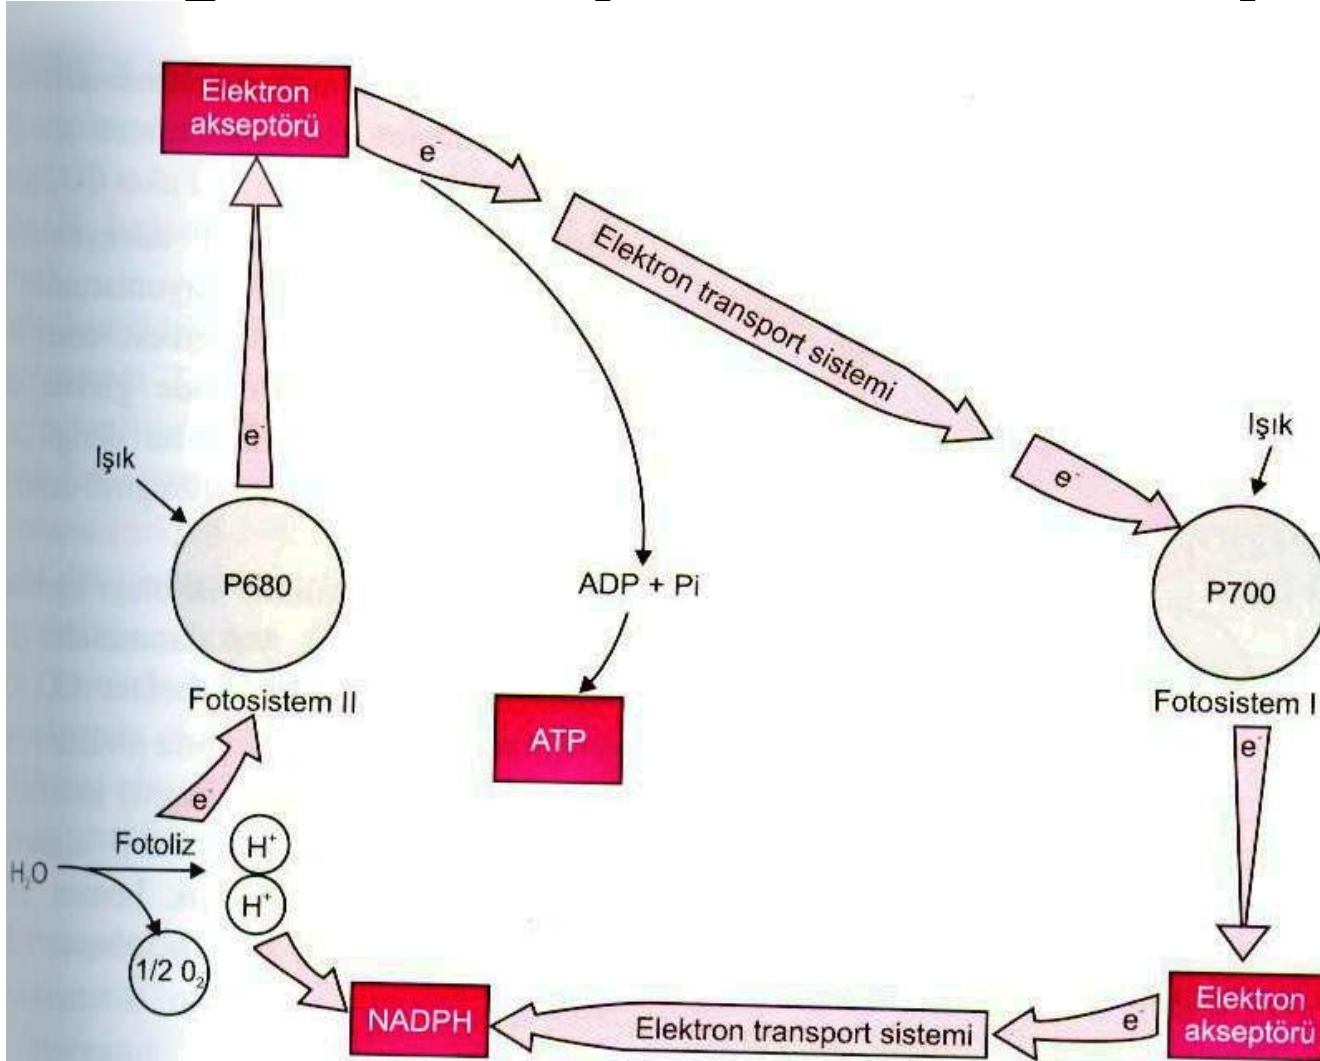 Elektron
akseptörü
e⁻
Elektron transport sistemi
e⁻
Işık
e⁻
Işık
P680
ADP + Pi
P700
Fotosistem II
Fotosistem I
ATP
e⁻
e⁻
Fotoliz
H⁺
H₂O
H⁺
1/2 O₂
NADPH
Elektron transport sistemi
e⁻
Elektron
akseptörü